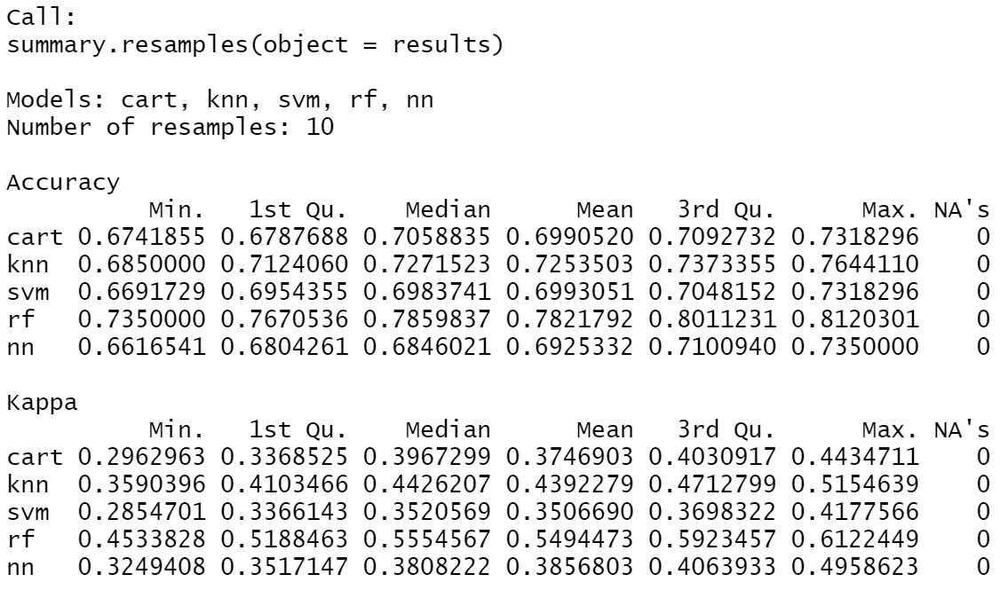 Call:
summary.resamples(object = results)

Models: cart, knn, svm, rf, nn
Number of resamples: 10

Accuracy
          Min.   1st Qu.    Median      Mean   3rd Qu.      Max. NA's
cart 0.6741855 0.6787688 0.7058835 0.6990520 0.7092732 0.7318296    0
knn  0.6850000 0.7124060 0.7271523 0.7253503 0.7373355 0.7644110    0
svm  0.6691729 0.6954355 0.6983741 0.6993051 0.7048152 0.7318296    0
rf   0.7350000 0.7670536 0.7859837 0.7821792 0.8011231 0.8120301    0
nn   0.6616541 0.6804261 0.6846021 0.6925332 0.7100940 0.7350000    0

Kappa
          Min.   1st Qu.    Median      Mean   3rd Qu.      Max. NA's
cart 0.2962963 0.3368525 0.3967299 0.3746903 0.4030917 0.4434711    0
knn  0.3590396 0.4103466 0.4426207 0.4392279 0.4712799 0.5154639    0
svm  0.2854701 0.3366143 0.3520569 0.3506690 0.3698322 0.4177566    0
rf   0.4533828 0.5188463 0.5554567 0.5494473 0.5923457 0.6122449    0
nn   0.3249408 0.3517147 0.3808222 0.3856803 0.4063933 0.4958623    0